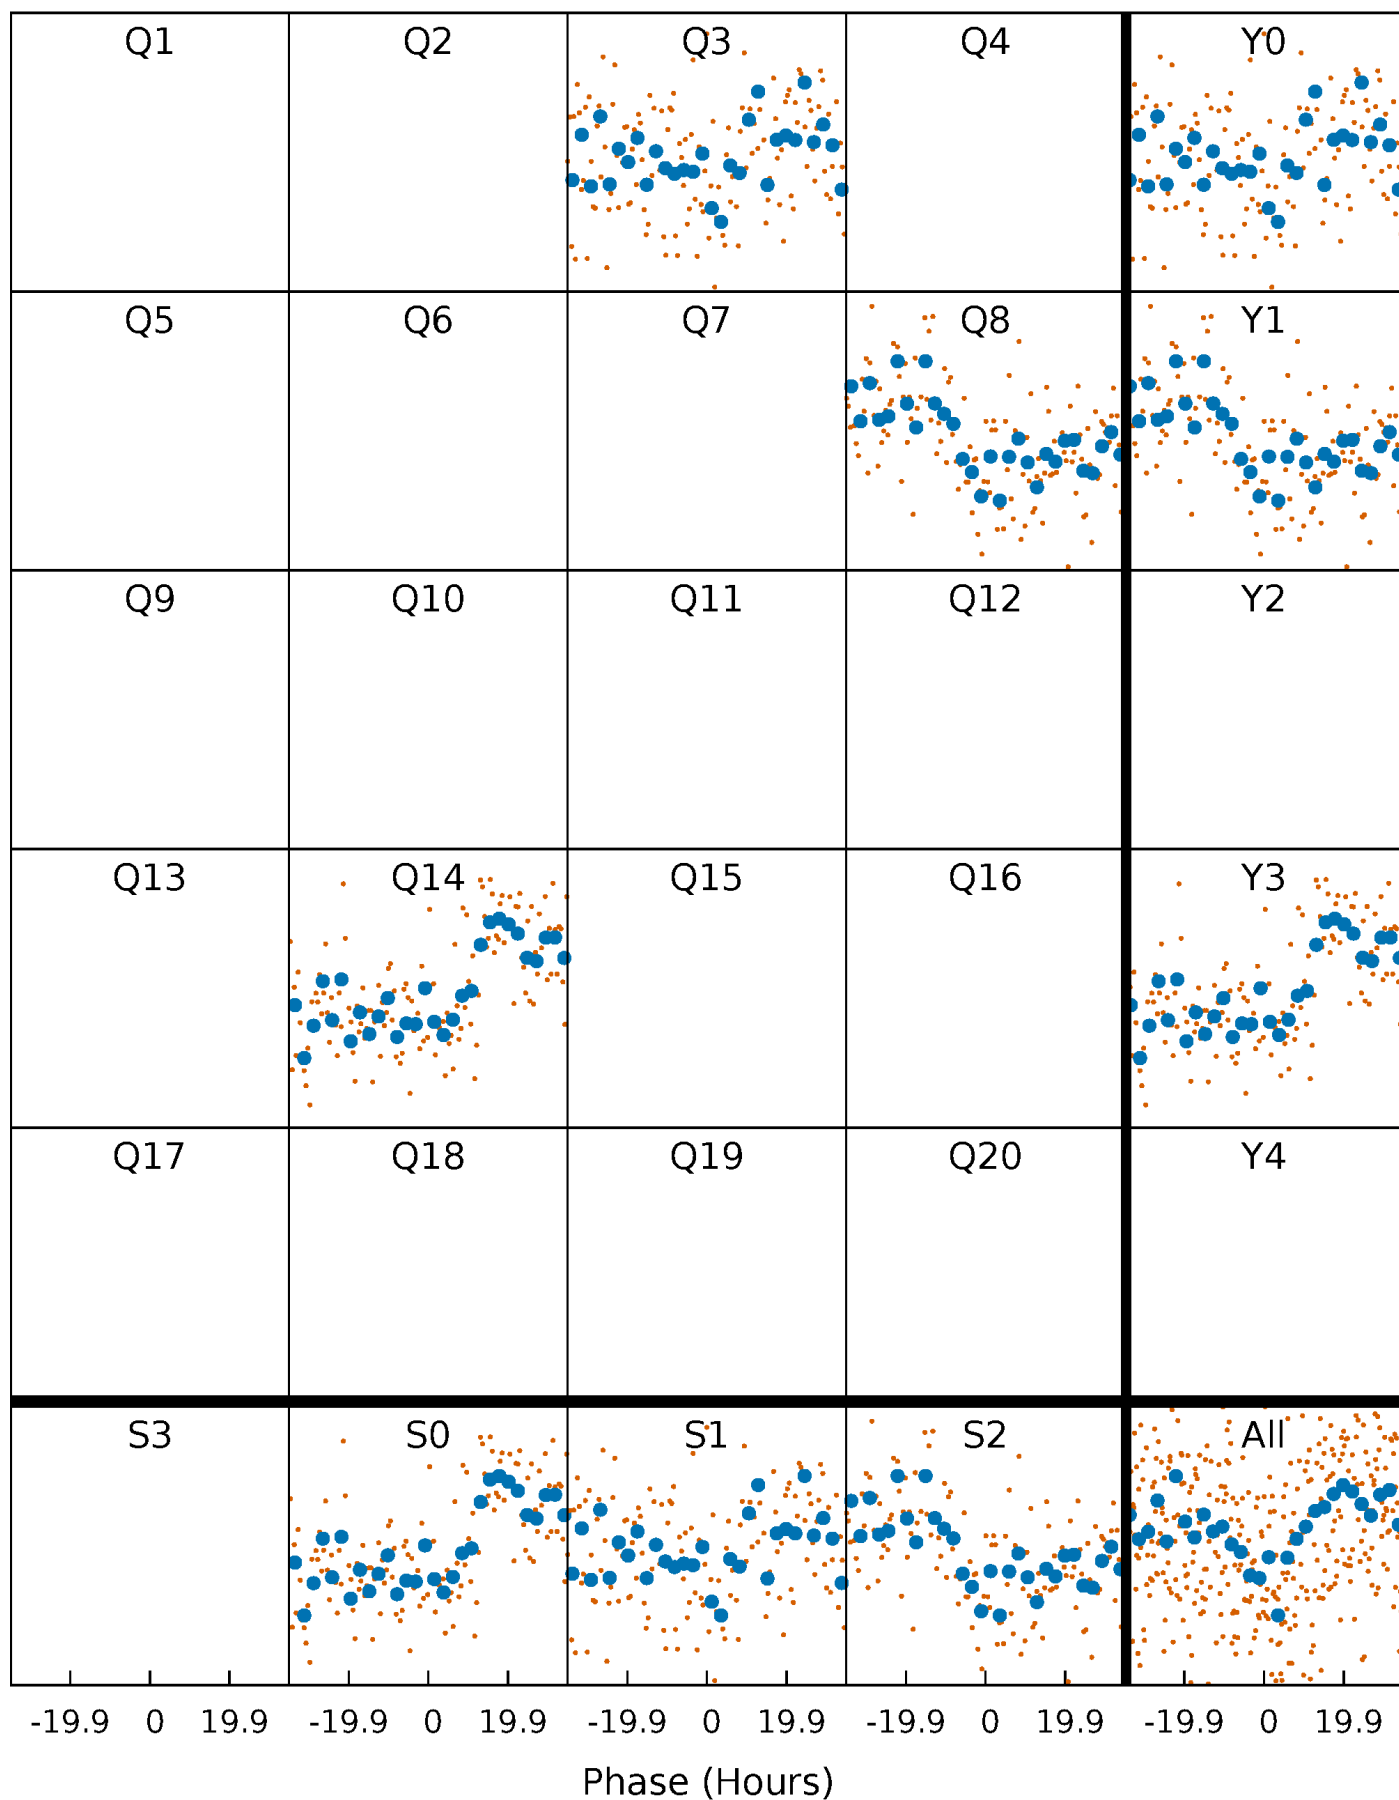 Q1 Q2 Q3 Q4 Y0
Q5 Q6 Q7 Q8 Y1
Q9 Q10 Q11 Q12 Y2
Q13 Q14 Q15 Q16 Y3
Q17 Q18 Q19 Q20 Y4
S3 S0 S1 S2 All
-19.9 0 19.9 -19.9 0 19.9 -19.9 0 19.9 -19.9 0 19.9 -19.9 0 19.9
Phase (Hours)